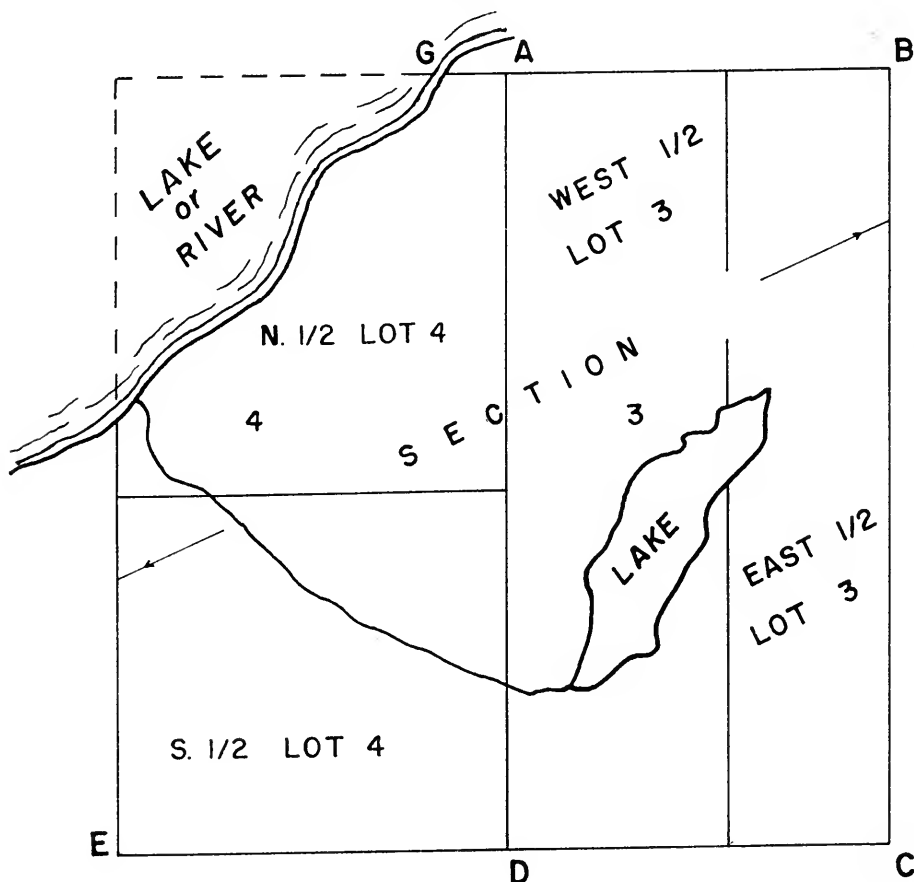 G A B
LAKE
or
RIVER
WEST 1/2
LOT 3
N. 1/2 LOT 4
SECTION
4
3
LAKE
EAST 1/2
LOT 3
S. 1/2 LOT 4
E
D
C